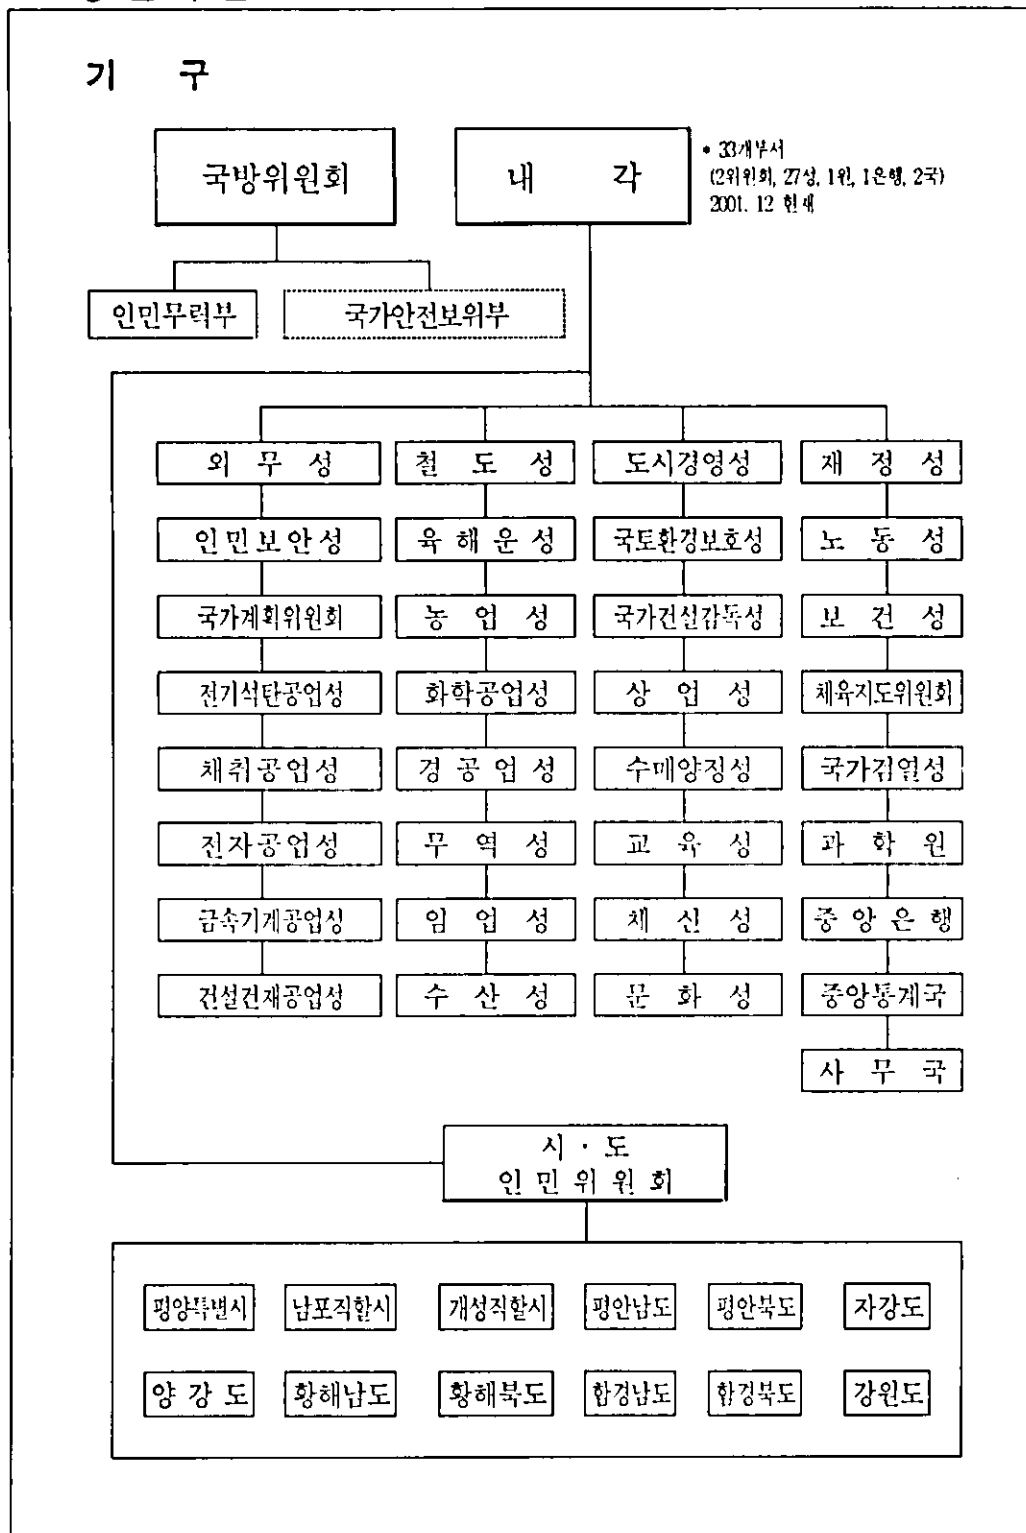 기 구
국방위원회
내 각
* 33개부서
(2위원회, 27성, 1원, 1은행, 2국)
2001. 12 현재
인민무력부
국가안전보위부
외 무 성
철 도 성
도시경영성
재 정 성
인민보안성
육 해 운 성
국토환경보호성
노 동 성
국가계획위원회
농 업 성
국가건설감독성
보 건 성
전기석탄공업성
화학공업성
상 업 성
체육지도위원회
채취공업성
경 공 업 성
수매양정성
국가검열성
전자공업성
무 역 성
교 육 성
과 학 원
금속기계공업성
임 업 성
체 신 성
중 앙 은 행
건설건재공업성
수 산 성
문 화 성
중앙통계국
사 무 국
시 · 도
인 민 위 원 회
평양특별시
남포직할시
개성직할시
평안남도
평안북도
자강도
양 강 도
황해남도
황해북도
함경남도
함경북도
강원도